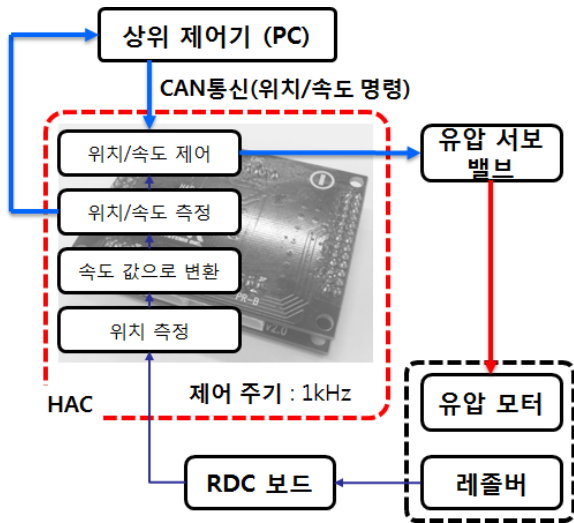 상위 제어기 (PC)
CAN통신(위치/속도 명령)
위치/속도 제어
유압 서보
밸브
위치/속도 측정
속도 값으로 변환
PR-B
위치 측정
v2.0
제어 주기 : 1kHz
HAC
유압 모터
RDC 보드
레졸버